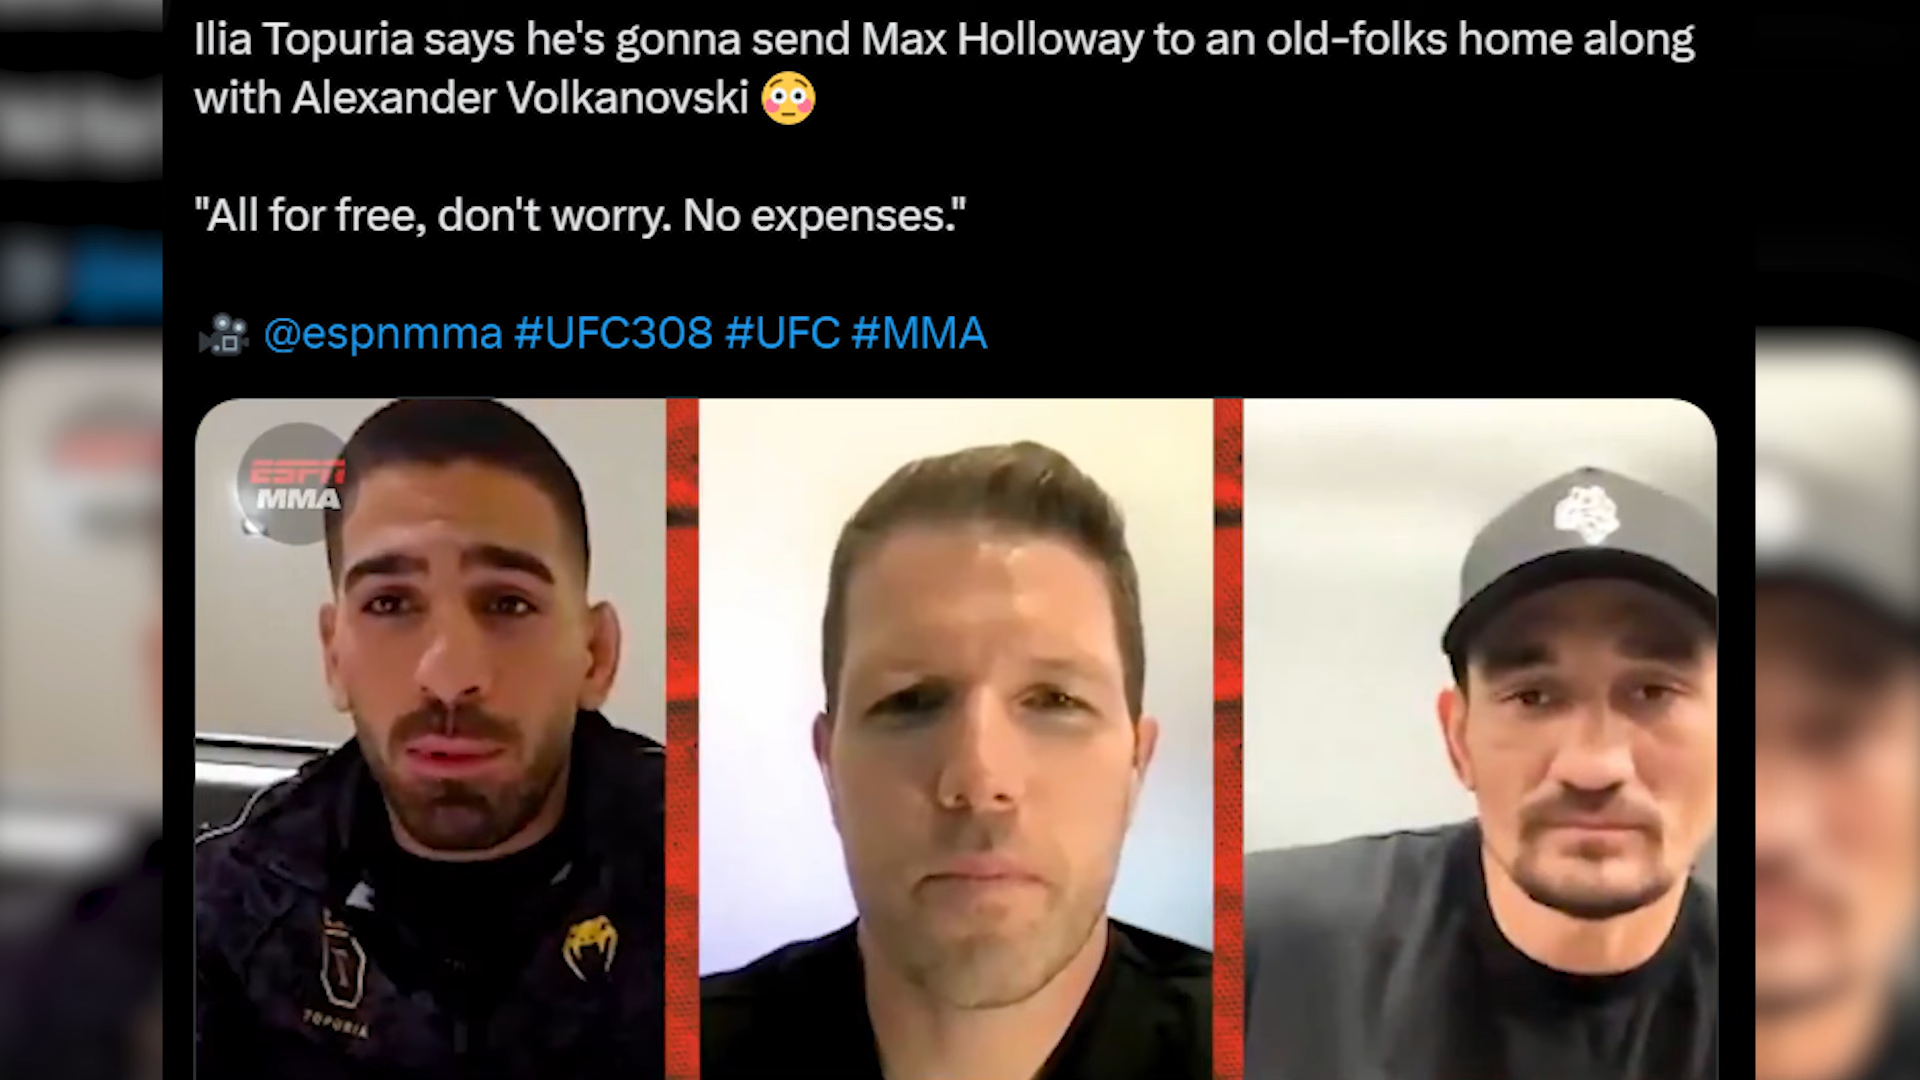 Ilia Topuria says he's gonna send Max Holloway to an old-folks home along
with Alexander Volkanovski 😳
"All for free, don't worry. No expenses."
🎥 @espnmma #UFC308 #UFC #MMA
ESPN
MMA
TOPURIA